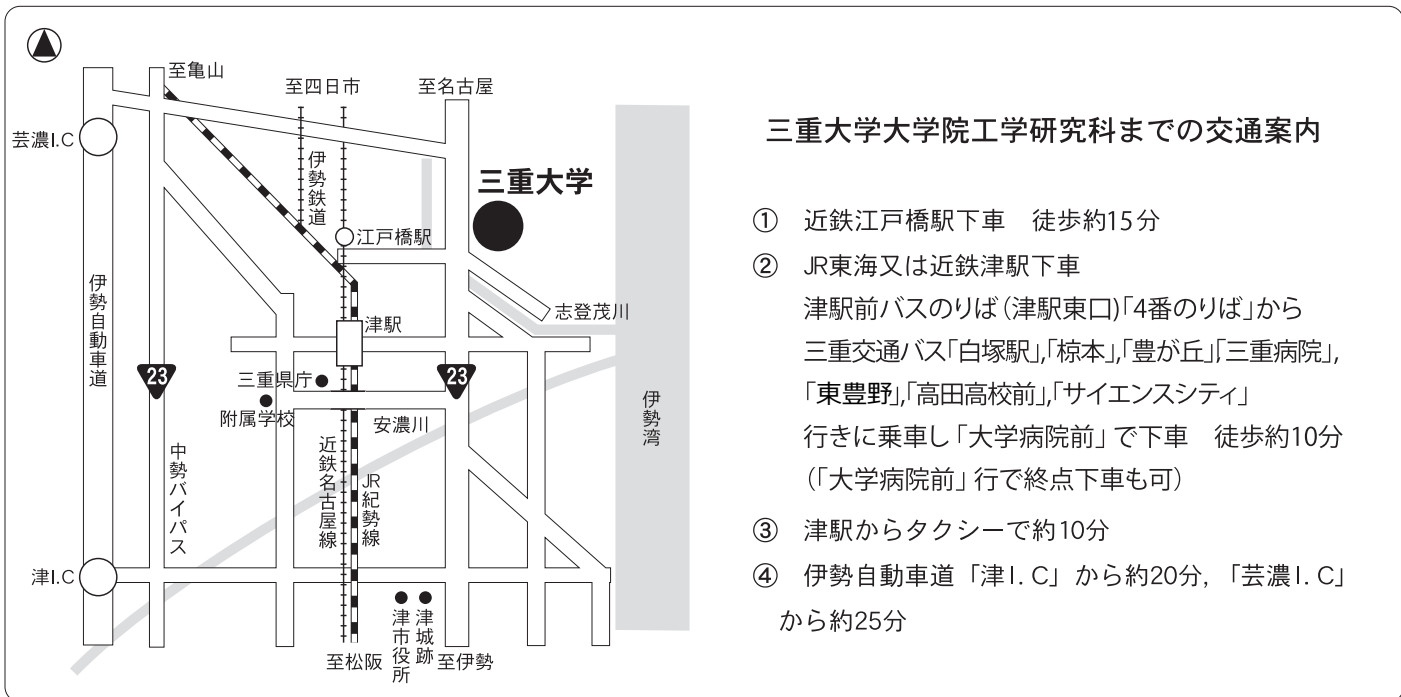 至亀山
至四日市
至名古屋
芸濃I.C
伊勢鉄道
三重大学
江戸橋駅
伊勢自動車道
志登茂川
津駅
23
23
三重県庁
附属学校
安濃川
伊勢湾
中勢バイパス
近鉄名古屋線
JR紀勢線
津I.C
津市役所
津城跡
至松阪
至伊勢
三重大学大学院工学研究科までの交通案内
① 近鉄江戸橋駅下車 徒歩約15分
② JR東海又は近鉄津駅下車
津駅前バスのりば(津駅東口)「4番のりば」から
三重交通バス「白塚駅」,「椋本」,「豊が丘」「三重病院」,
「東豊野」,「高田高校前」,「サイエンスシティ」
行きに乗車し「大学病院前」で下車 徒歩約10分
(「大学病院前」行で終点下車も可)
③ 津駅からタクシーで約10分
④ 伊勢自動車道「津I.C」から約20分,「芸濃I.C」
から約25分